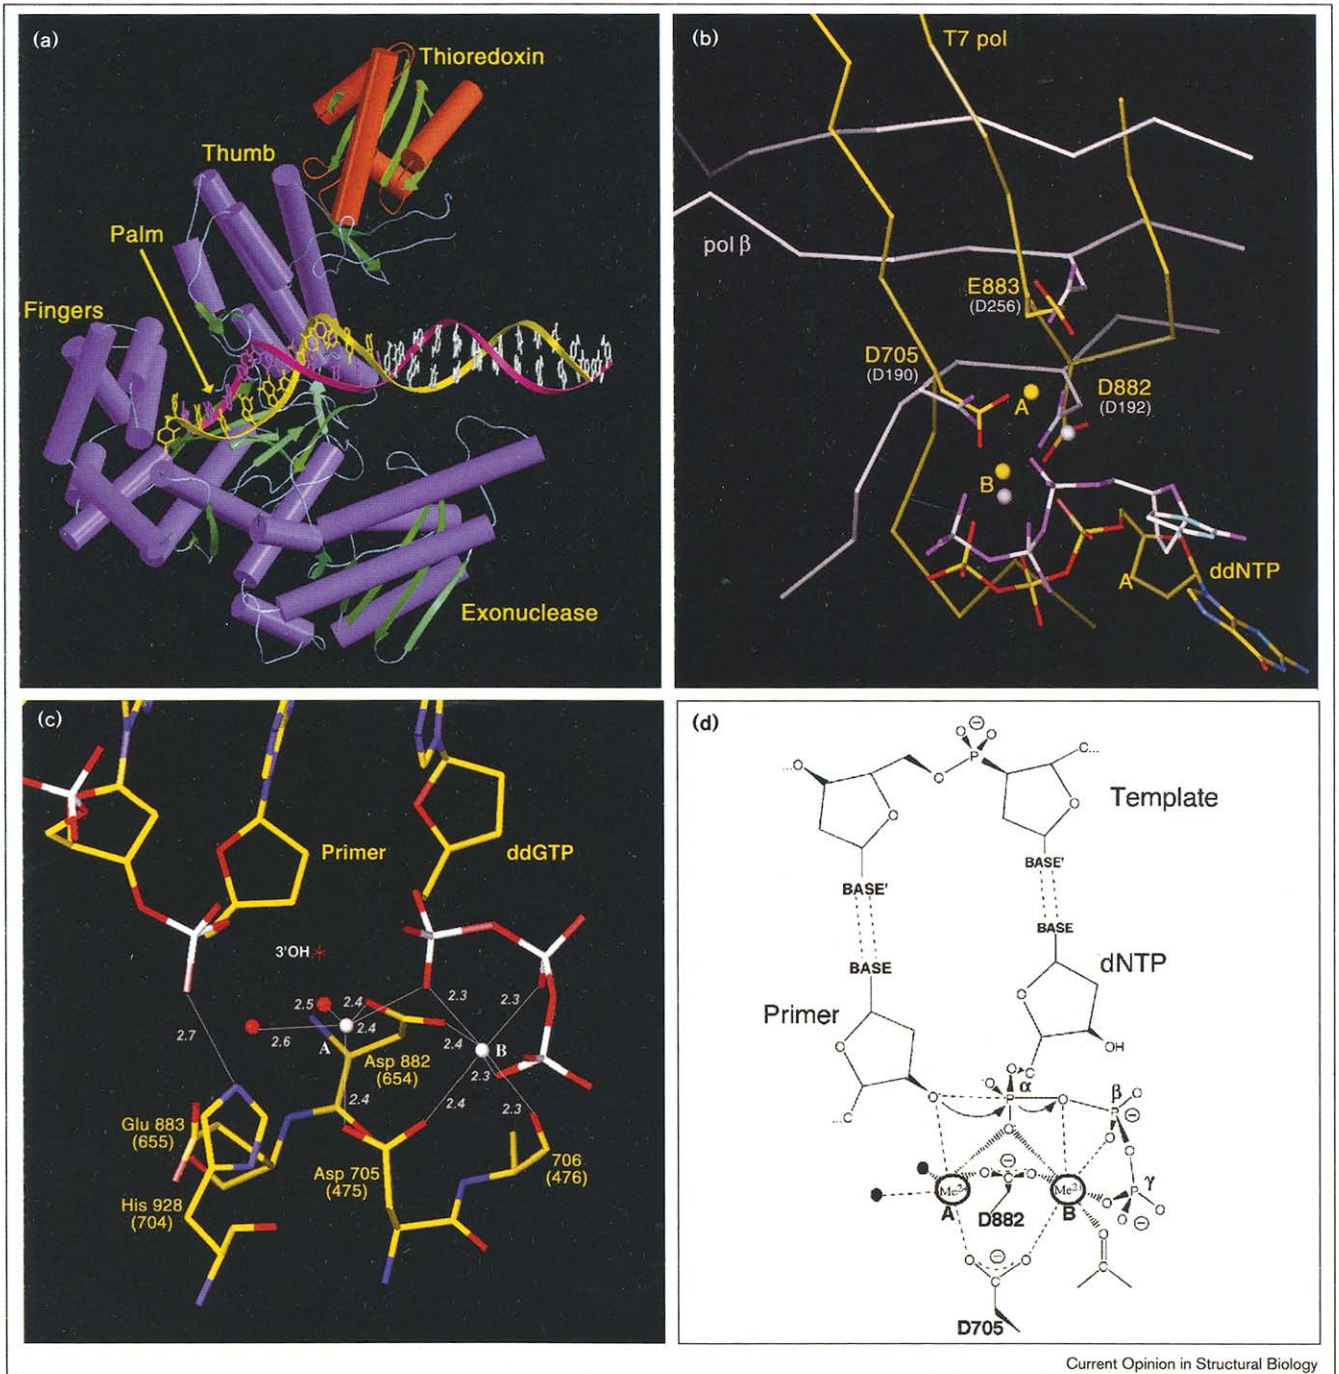 (a)
Thioredoxin
Thumb
Palm
Fingers
Exonuclease
(b)
T7 pol
pol β
E883
(D256)
D705
(D190)
D882
(D192)
A
B
A
ddNTP
(c)
Primer
ddGTP
3'OH
2.5
2.4
2.3
2.3
2.7
2.6
2.4
A
2.4
B
Asp 882
(654)
2.3
2.4
2.4
2.3
Glu 883
(655)
Asp 705
(475)
706
(476)
His 928
(704)
(d)
O
⊖
O
P
...O
O
C...
O
O
Template
BASE'
BASE'
BASE
BASE
dNTP
Primer
O
O
OH
O
C
O
α
β
O
...C
O
P
O
P
⊖
O
O
⊖
O
Me2
O
C
O
Me2
O
P
γ
O
A
D882
B
O
⊖
O
⊖
O
O
C
C
D705
Current Opinion in Structural Biology